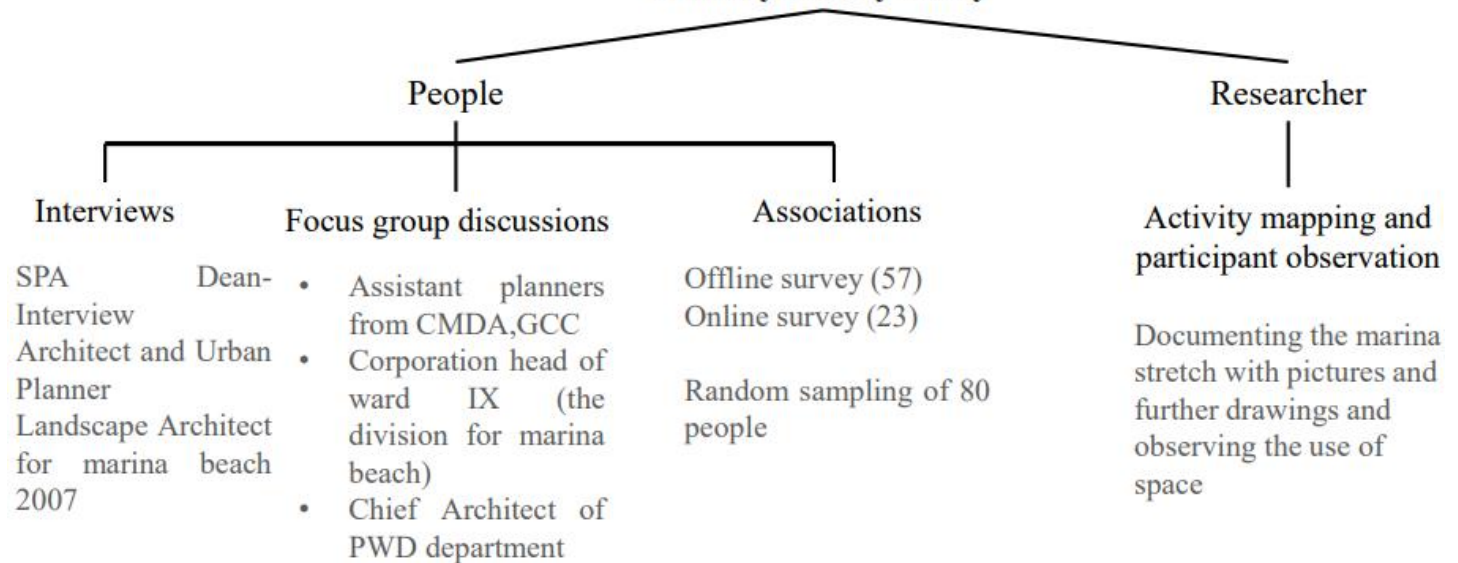 People
Researcher
Interviews
Focus group discussions
Associations
Activity mapping and
participant observation
SPA Dean-
Interview
Architect and Urban
Planner
Landscape Architect
for marina beach
2007
• Assistant planners
from CMDA,GCC
• Corporation head of
ward IX (the
division for marina
beach)
• Chief Architect of
PWD department
Offline survey (57)
Online survey (23)
Random sampling of 80
people
Documenting the marina
stretch with pictures and
further drawings and
observing the use of
space